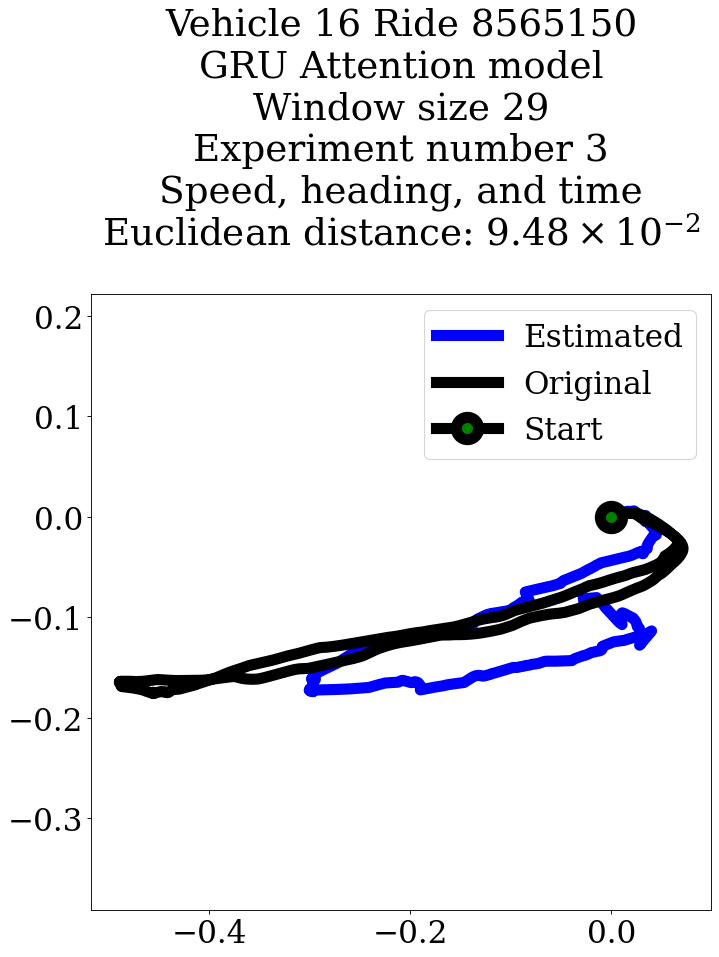 Vehicle 16 Ride 8565150
GRU Attention model
Window size 29
Experiment number 3
Speed, heading, and time
Euclidean distance: 9.48 × 10⁻²
Estimated
Original
Start
0.2
0.1
0.0
−0.1
−0.2
−0.3
−0.4
−0.2
0.0